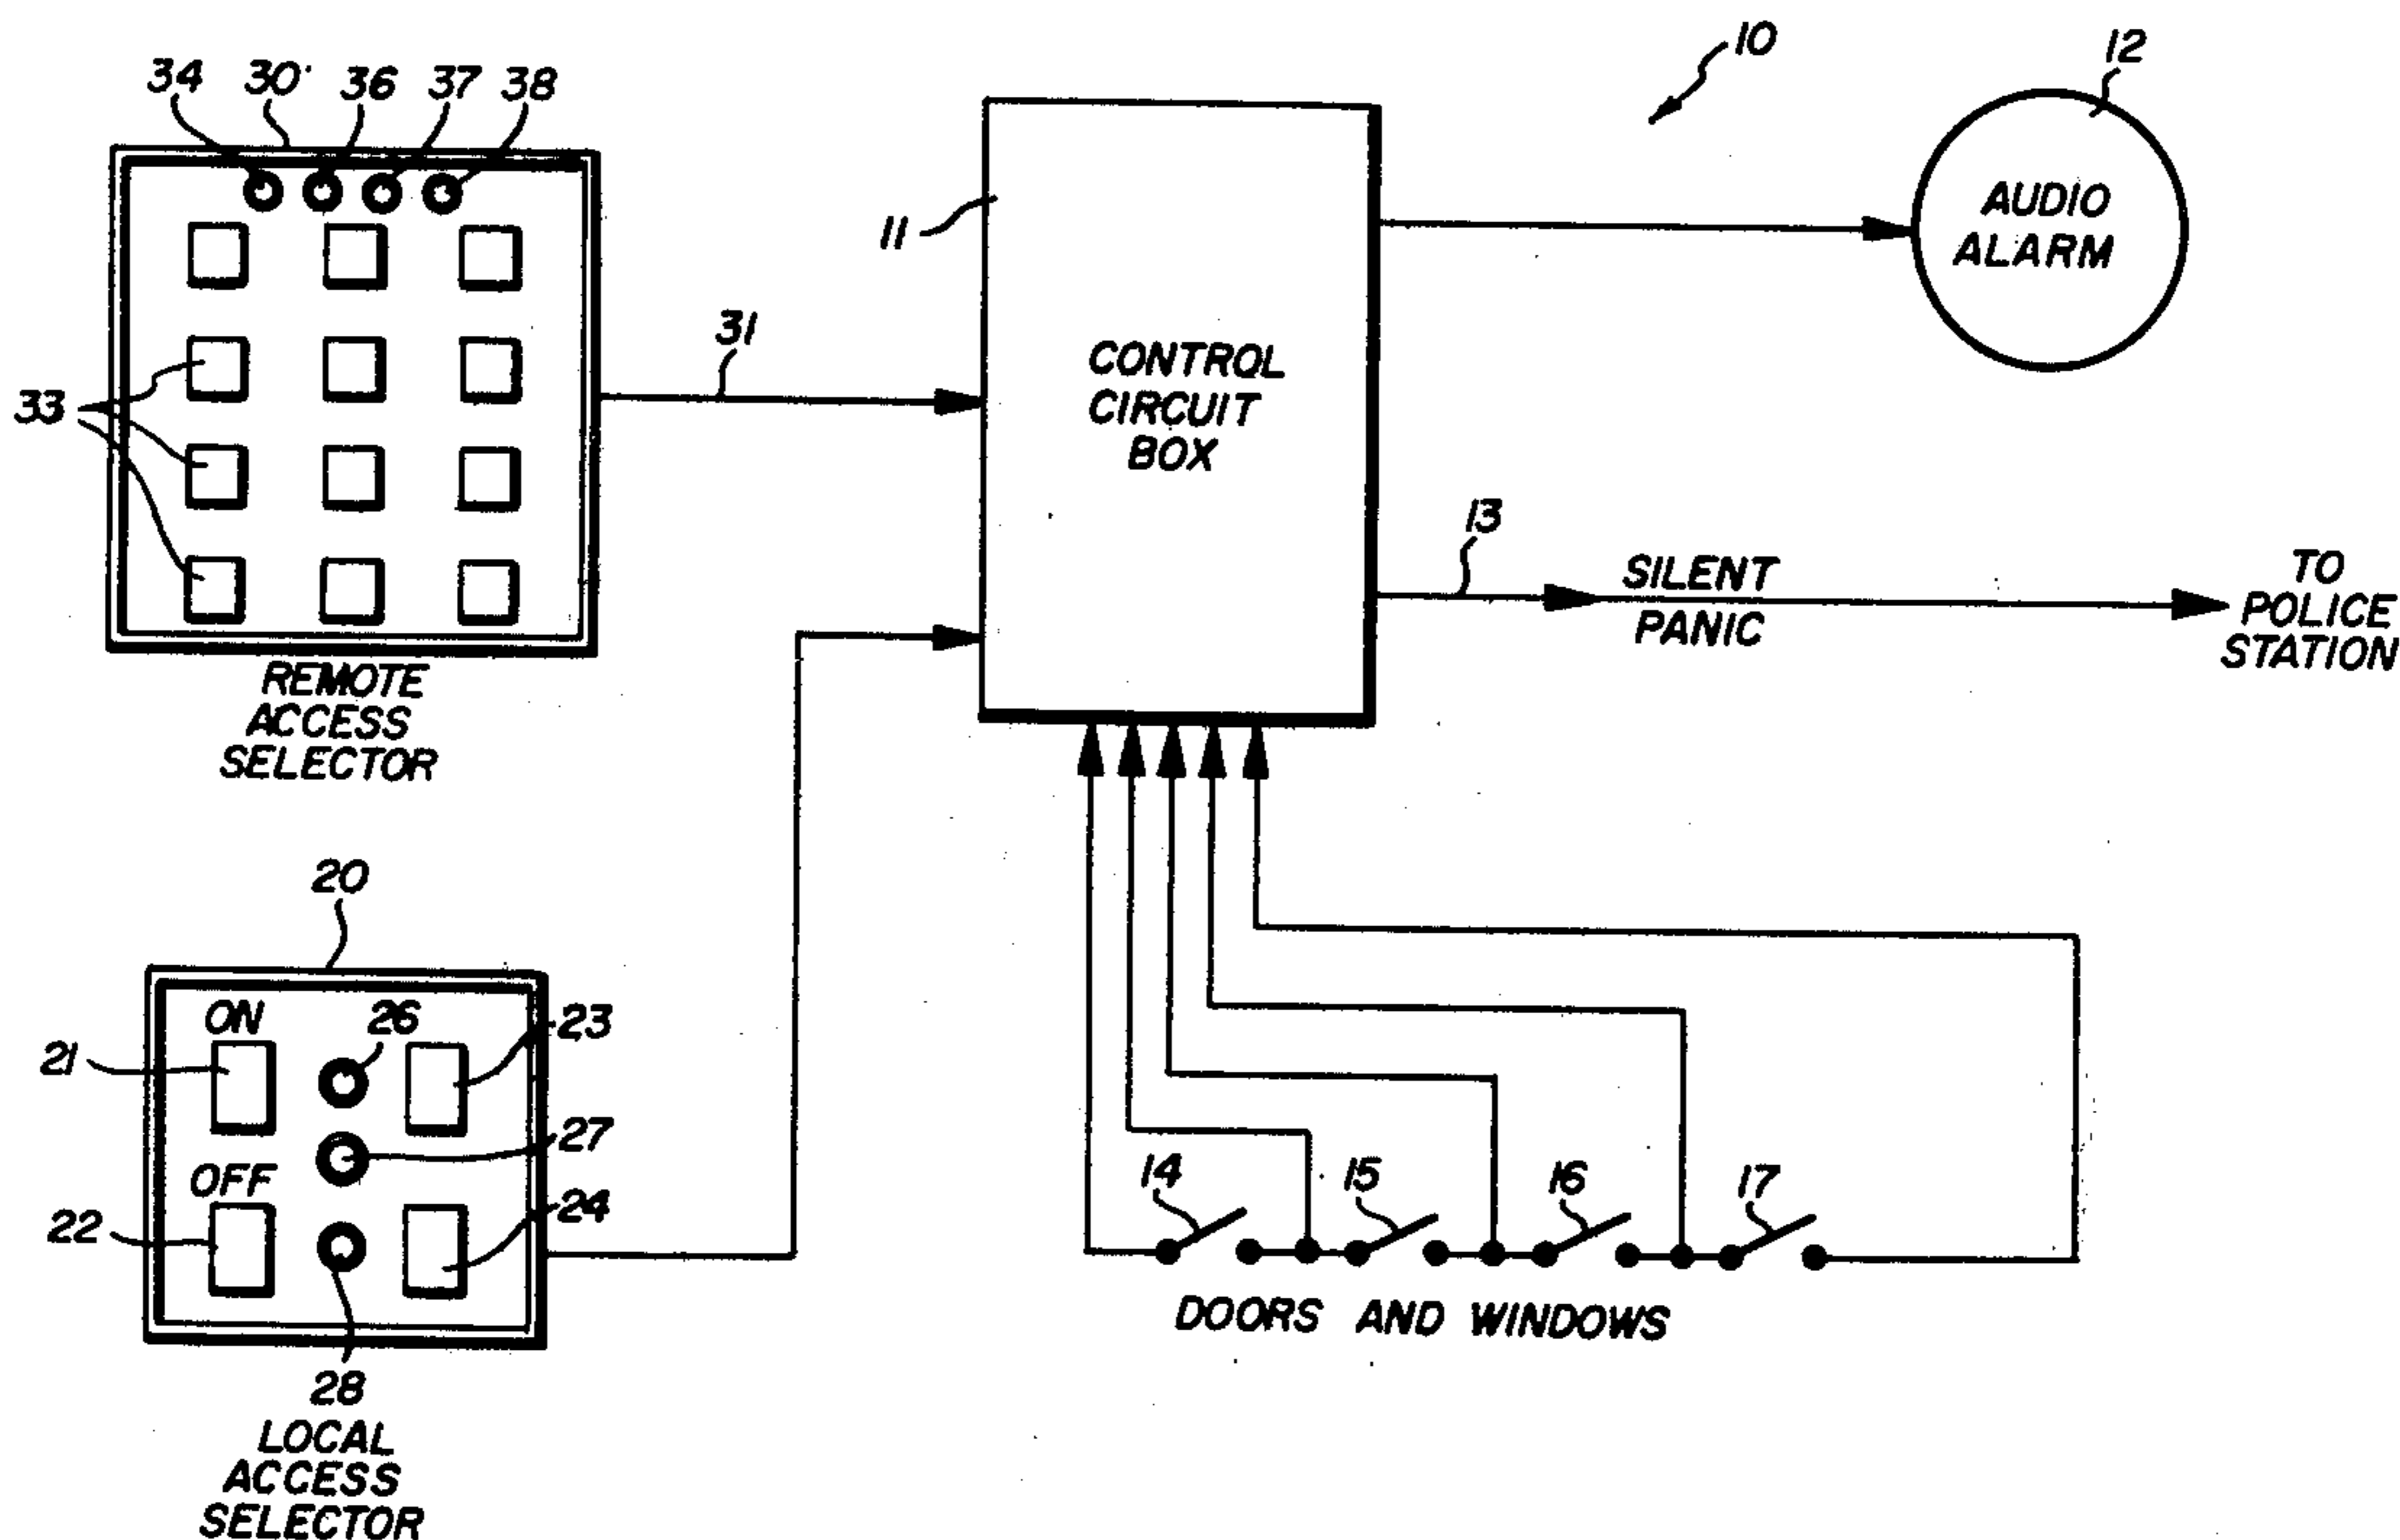 34 30 36 37 38
10
12
AUDIO
ALARM
11
31
CONTROL
CIRCUIT
BOX
33
13
SILENT
PANIC
TO
POLICE
STATION
REMOTE
ACCESS
SELECTOR
20
ON
26
23
21
27
OFF
24
22
28
LOCAL
ACCESS
SELECTOR
14 15 16 17
DOORS AND WINDOWS